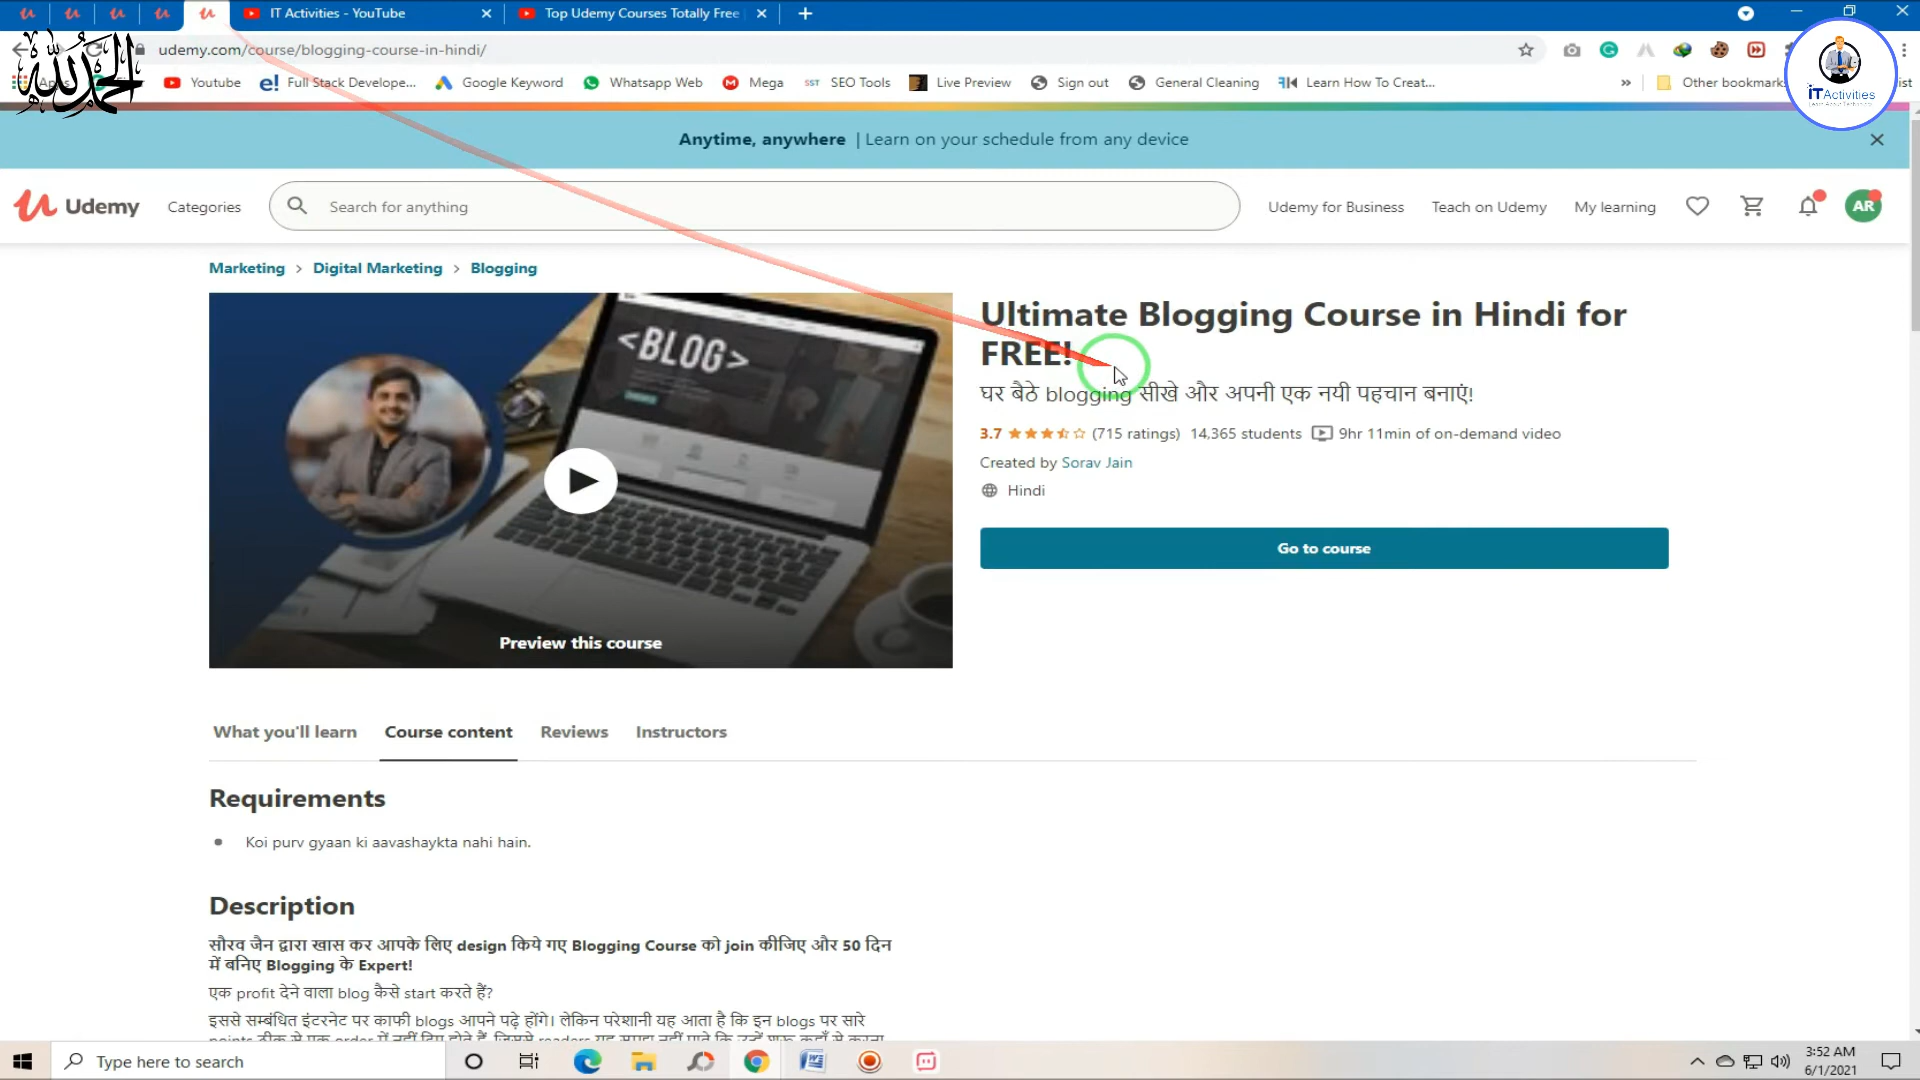 IT Activities - YouTube
Top Udemy Courses Totally Free
udemy.com/course/blogging-course-in-hindi/
Youtube
Full Stack Develope...
Google Keyword
Whatsapp Web
Mega
SEO Tools
Live Preview
Sign out
General Cleaning
Learn How To Creat...
»
Other bookmarks
الحمد لله
iT Activities
Anytime, anywhere | Learn on your schedule from any device
Udemy
Categories
Search for anything
Udemy for Business
Teach on Udemy
My learning
AR
Marketing > Digital Marketing > Blogging
<BLOG>
Preview this course
Ultimate Blogging Course in Hindi for
FREE!
घर बैठे blogging सीखे और अपनी एक नयी पहचान बनाएं!
3.7 (715 ratings) 14,365 students 9hr 11min of on-demand video
Created by Sorav Jain
Hindi
Go to course
What you'll learn
Course content
Reviews
Instructors
Requirements
Koi purv gyaan ki aavashaykta nahi hain.
Description
सौरव जैन द्वारा खास कर आपके लिए design किये गए Blogging Course को join कीजिए और 50 दिन
में बनिए Blogging के Expert!
एक profit देने वाला blog कैसे start करते हैं?
इससे सम्बंधित इंटरनेट पर काफी blogs आपने पढ़े होंगे। लेकिन परेशानी यह आता है कि इन blogs पर सारे
Type here to search
3:52 AM
6/1/2021